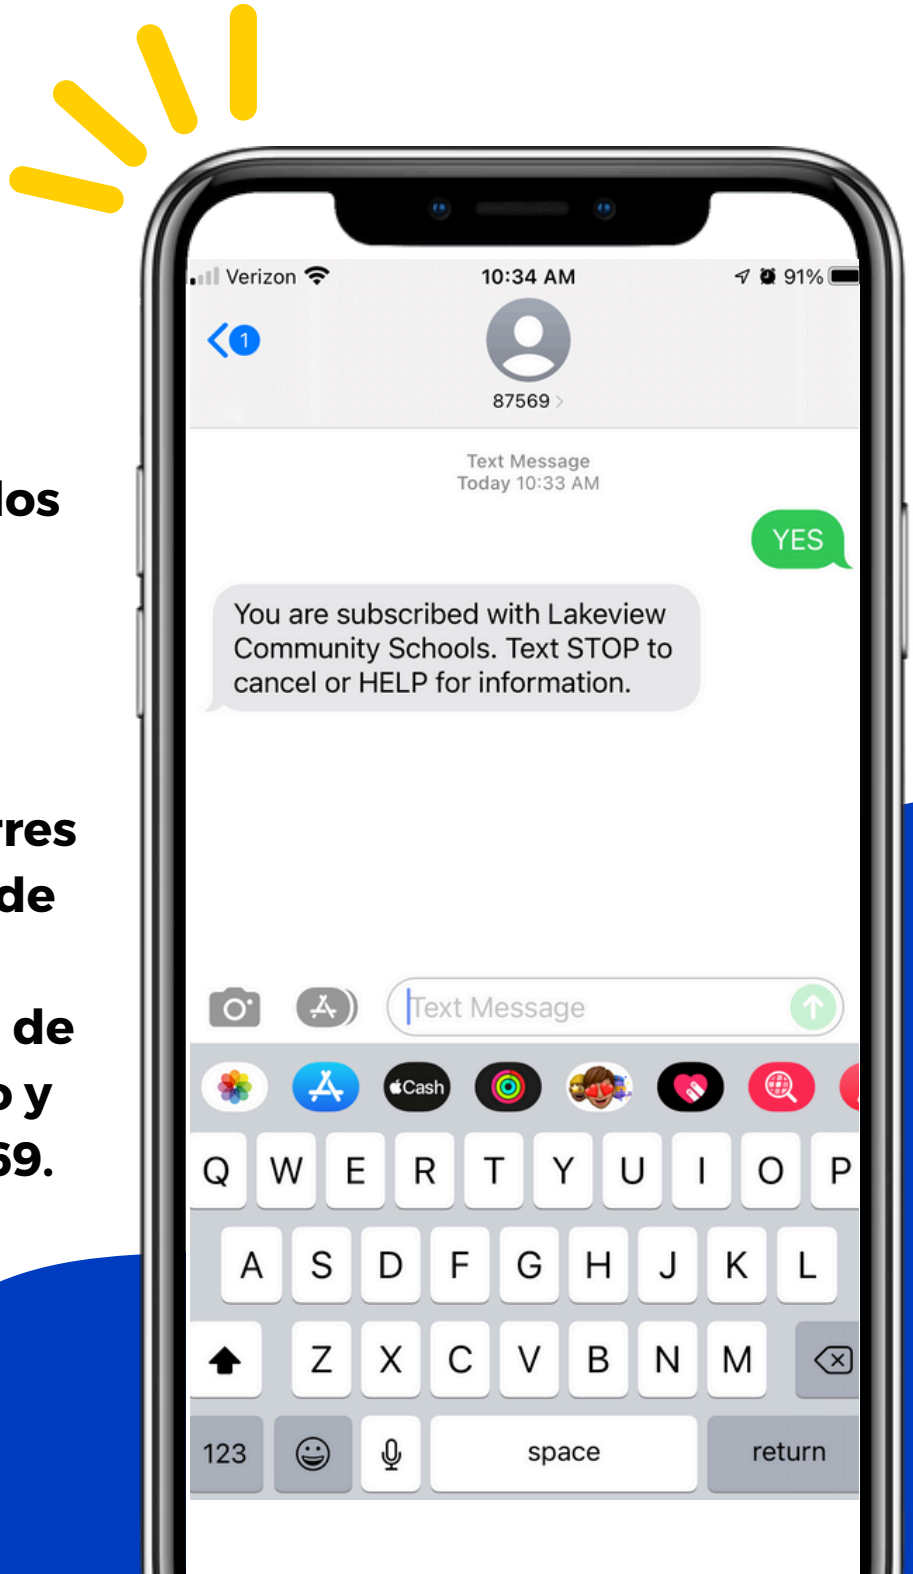 Verizon 10:34 AM 91%
1
87569
Text Message
Today 10:33 AM
YES
You are subscribed with Lakeview
Community Schools. Text STOP to
cancel or HELP for information.
los
rres
de
de
o y
69.
Text Message
Cash
Q W E R T Y U I O P
A S D F G H J K L
Z X C V B N M
123 space return